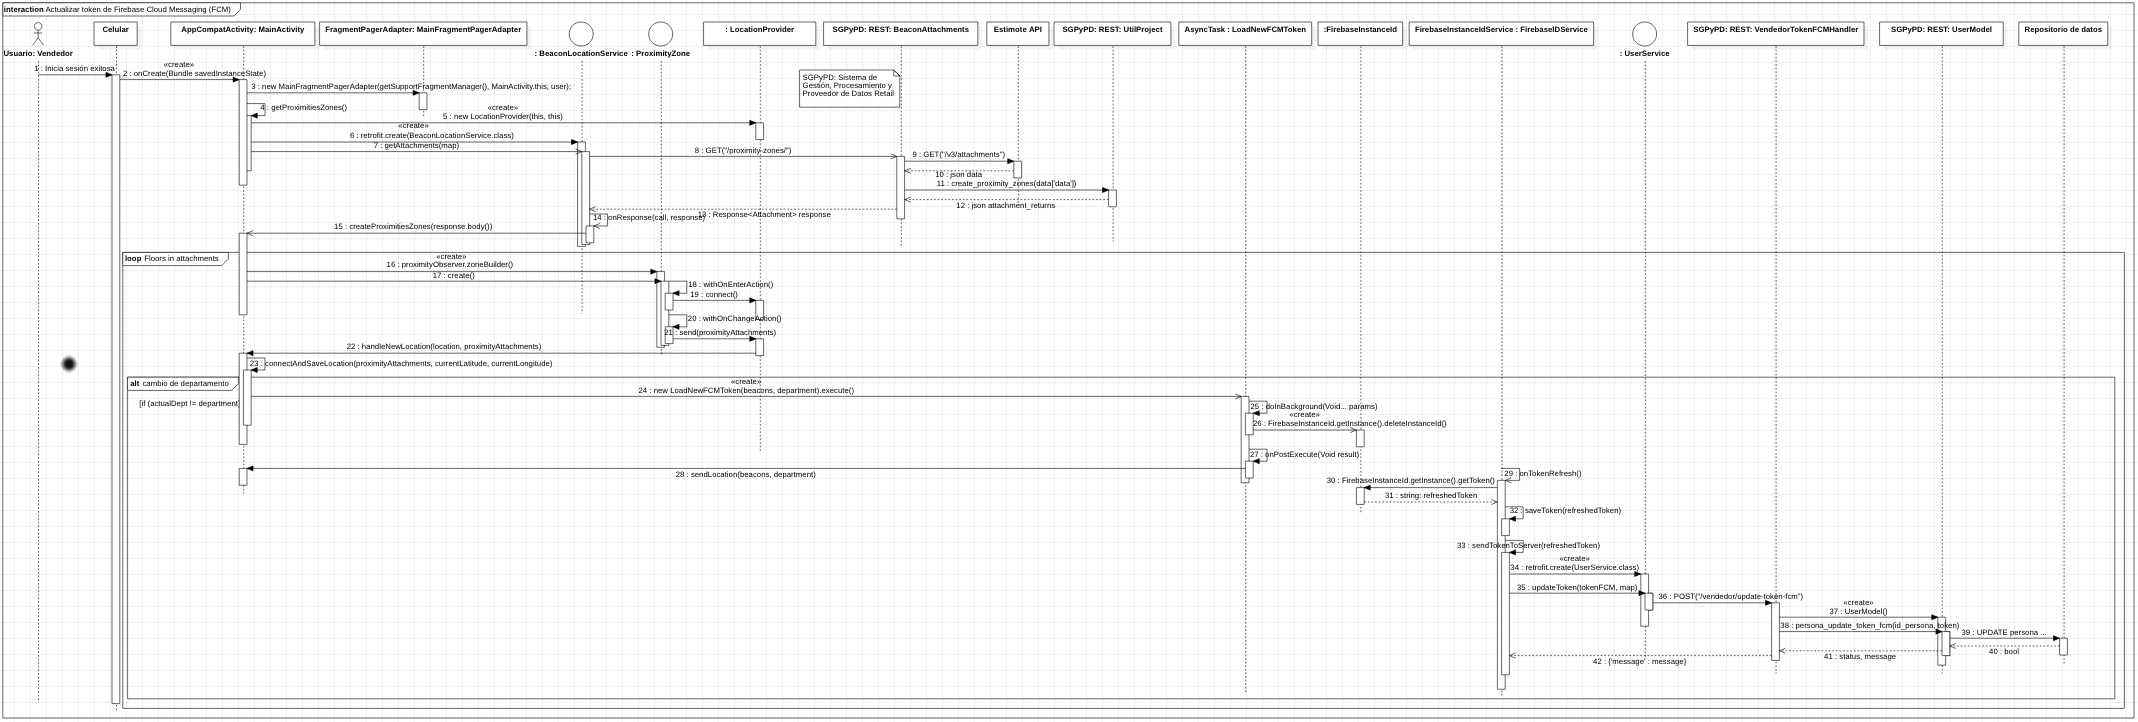 interaction Actualizar token de Firebase Cloud Messaging (FCM)
Usuario: Vendedor
Celular
AppCompatActivity: MainActivity
FragmentPagerAdapter: MainFragmentPagerAdapter
: BeaconLocationService
: ProximityZone
: LocationProvider
SGPyPD: REST: BeaconAttachments
Estimote API
SGPyPD: REST: UtilProject
AsyncTask : LoadNewFCMToken
:FirebaseInstanceId
FirebaseInstanceIdService : FirebaseIDService
: UserService
SGPyPD: REST: VendedorTokenFCMHandler
SGPyPD: REST: UserModel
Repositorio de datos
1 : Inicia sesión exitosa
«create»
2 : onCreate(Bundle savedInstanceState)
SGPyPD: Sistema de
Gestión, Procesamiento y
Proveedor de Datos Retail
3 : new MainFragmentPagerAdapter(getSupportFragmentManager(), MainActivity.this, user);
4 : getProximitiesZones()
«create»
5 : new LocationProvider(this, this)
«create»
6 : retrofit.create(BeaconLocationService.class)
7 : getAttachments(map)
8 : GET("/proximity-zones/")
9 : GET("/v3/attachments")
10 : json data
11 : create_proximity_zones(data['data'])
12 : json attachment_returns
13 : Response<Attachment> response
14 : onResponse(call, response)
15 : createProximitiesZones(response.body())
loop Floors in attachments
«create»
16 : proximityObserver.zoneBuilder()
17 : create()
18 : withOnEnterAction()
19 : connect()
20 : withOnChangeAction()
21 : send(proximityAttachments)
22 : handleNewLocation(location, proximityAttachments)
23 : connectAndSaveLocation(proximityAttachments, currentLatitude, currentLongitude)
alt cambio de departamento
[if (actualDept != department)
«create»
24 : new LoadNewFCMToken(beacons, department).execute()
25 : doInBackground(Void... params)
«create»
26 : FirebaseInstanceId.getInstance().deleteInstanceId()
27 : onPostExecute(Void result)
28 : sendLocation(beacons, department)
29 : onTokenRefresh()
30 : FirebaseInstanceId.getInstance().getToken()
31 : string: refreshedToken
32 : saveToken(refreshedToken)
33 : sendTokenToServer(refreshedToken)
«create»
34 : retrofit.create(UserService.class)
35 : updateToken(tokenFCM, map)
36 : POST("/vendedor/update-token-fcm")
«create»
37 : UserModel()
38 : persona_update_token_fcm(id_persona, token)
39 : UPDATE persona ...
40 : bool
41 : status, message
42 : {'message' : message}